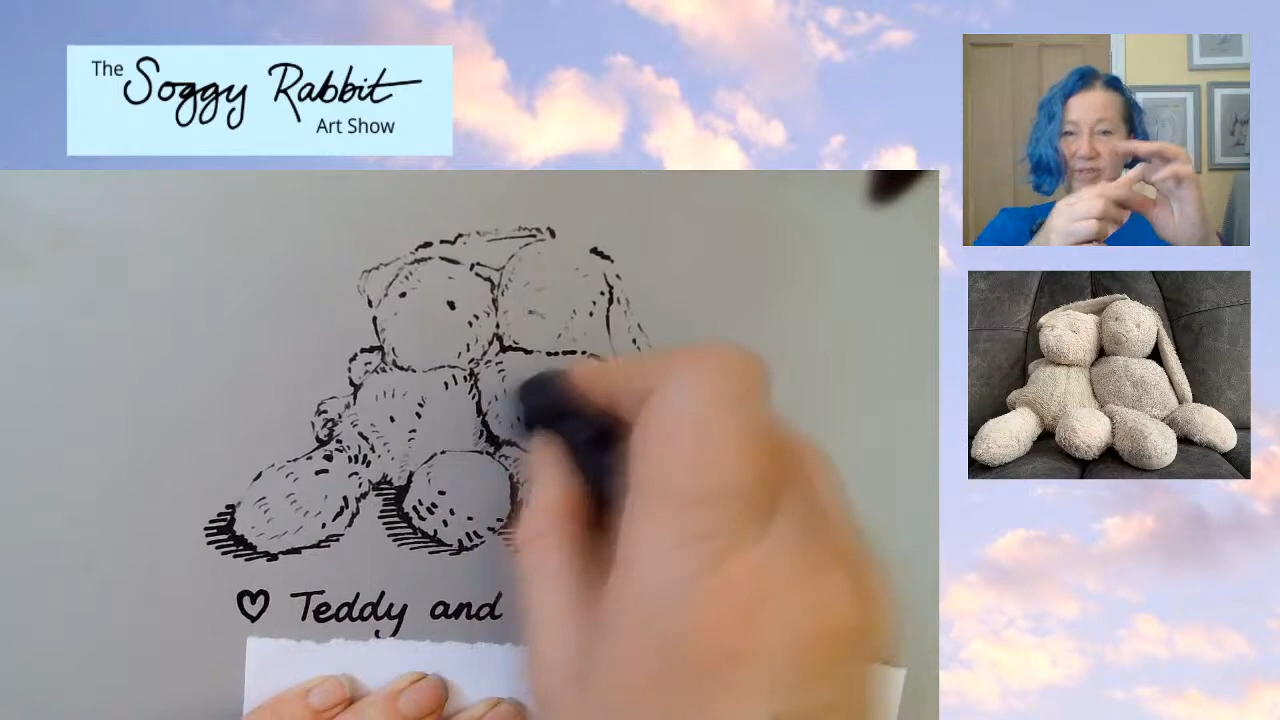 The Soggy Rabbit
Art Show
♡ Teddy and